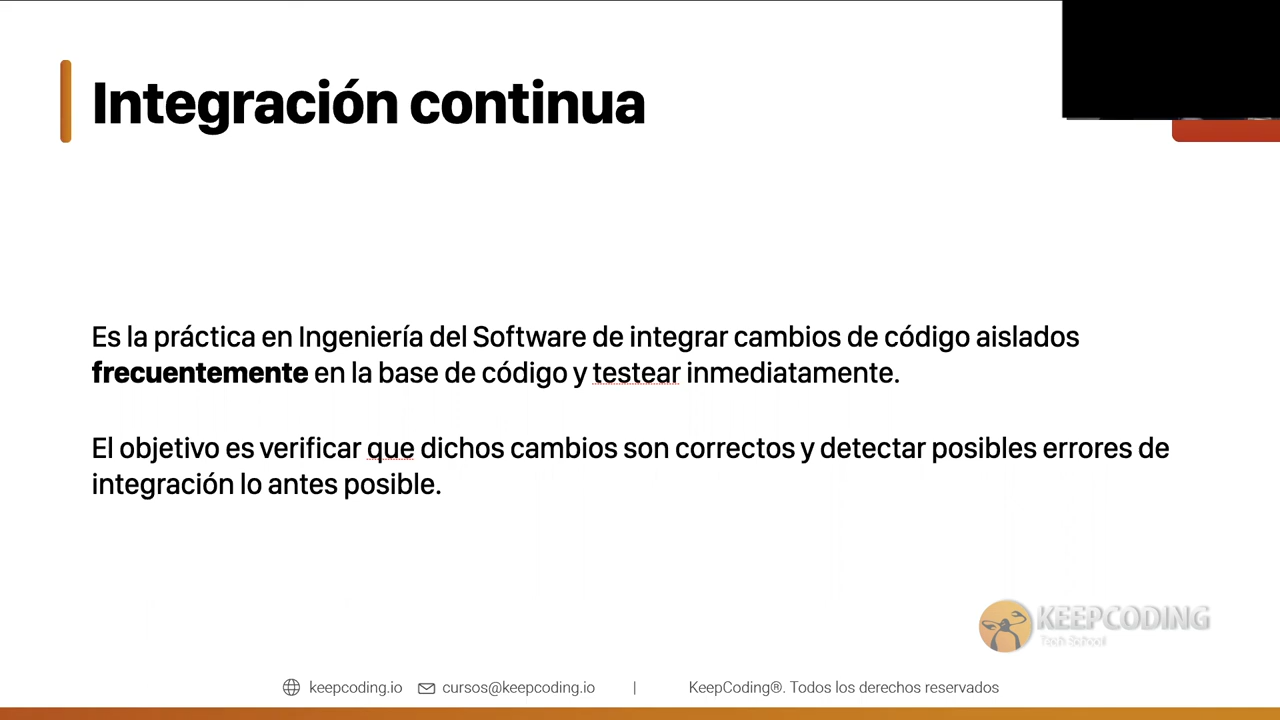 Integración continua
Es la práctica en Ingeniería del Software de integrar cambios de código aislados
frecuentemente en la base de código y testear inmediatamente.
El objetivo es verificar que dichos cambios son correctos y detectar posibles errores de
integración lo antes posible.
KEEPCODING
Tech School
keepcoding.io cursos@keepcoding.io | KeepCoding®. Todos los derechos reservados